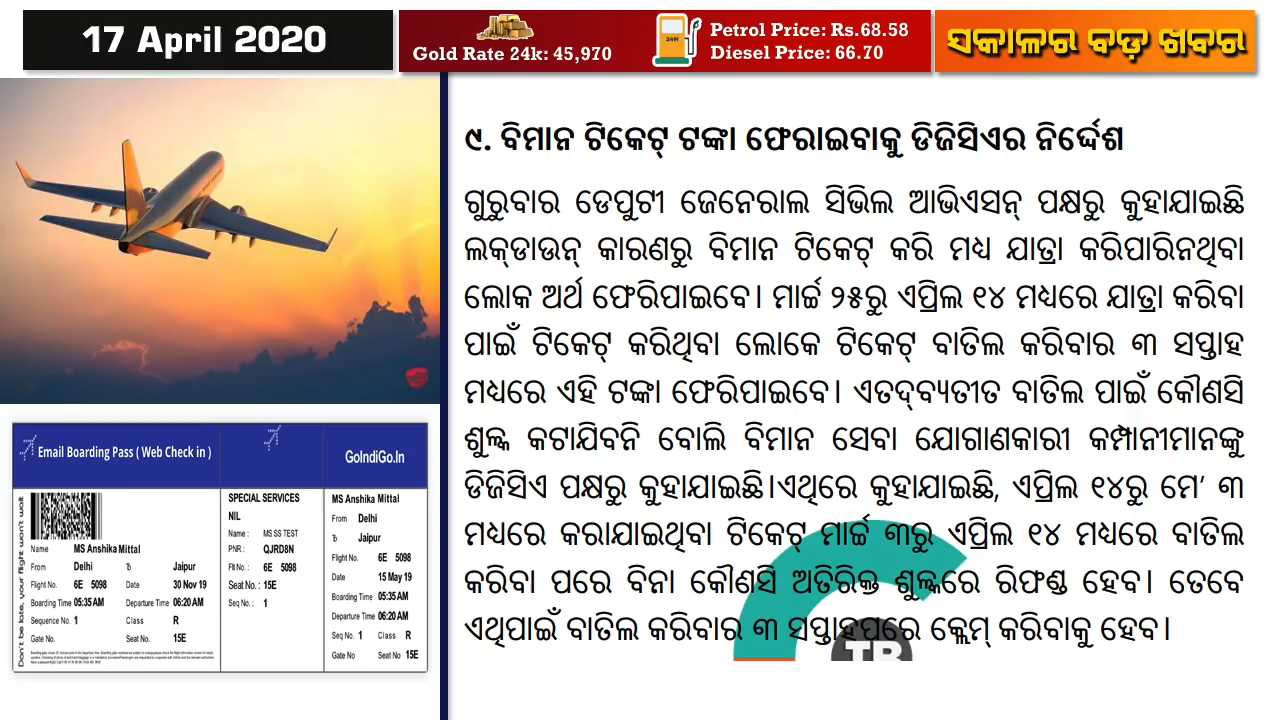 17 April 2020
Gold Rate 24k: 45,970
24H
Petrol Price: Rs.68.58
Diesel Price: 66.70
ସକାଳର ବଡ଼ ଖବର
୯. ବିମାନ ଟିକେଟ୍ ଟଙ୍କା ଫେରାଇବାକୁ ଡିଜିସିଏର ନିର୍ଦ୍ଦେଶ
ଗୁରୁବାର ଡେପୁଟୀ ଜେନେରାଲ ସିଭିଲ ଆଭିଏସନ୍ ପକ୍ଷରୁ କୁହାଯାଇଛି
ଲକ୍‌ଡାଉନ୍ କାରଣରୁ ବିମାନ ଟିକେଟ୍ କରି ମଧ୍ୟ ଯାତ୍ରା କରିପାରିନଥିବା
ଲୋକ ଅର୍ଥ ଫେରିପାଇବେ। ମାର୍ଚ୍ଚ ୨୫ରୁ ଏପ୍ରିଲ ୧୪ ମଧ୍ୟରେ ଯାତ୍ରା କରିବା
ପାଇଁ ଟିକେଟ୍ କରିଥିବା ଲୋକେ ଟିକେଟ୍ ବାତିଲ କରିବାର ୩ ସପ୍ତାହ
ମଧ୍ୟରେ ଏହି ଟଙ୍କା ଫେରିପାଇବେ। ଏତଦ୍‌ବ୍ୟତୀତ ବାତିଲ ପାଇଁ କୌଣସି
ଶୁଳ୍କ କଟାଯିବନି ବୋଲି ବିମାନ ସେବା ଯୋଗାଣକାରୀ କମ୍ପାନୀମାନଙ୍କୁ
ଡିଜିସିଏ ପକ୍ଷରୁ କୁହାଯାଇଛି।ଏଥିରେ କୁହାଯାଇଛି, ଏପ୍ରିଲ ୧୪ରୁ ମେ' ୩
ମଧ୍ୟରେ କରାଯାଇଥିବା ଟିକେଟ୍ ମାର୍ଚ୍ଚ ୩ରୁ ଏପ୍ରିଲ ୧୪ ମଧ୍ୟରେ ବାତିଲ
କରିବା ପରେ ବିନା କୌଣସି ଅତିରିକ୍ତ ଶୁଳ୍କରେ ରିଫଣ୍ଡ ହେବ। ତେବେ
ଏଥିପାଇଁ ବାତିଲ କରିବାର ୩ ସପ୍ତାହପରେ କ୍ଲେମ୍ କରିବାକୁ ହେବ।
TB
Email Boarding Pass ( Web Check in )
GoIndiGo.In
Don't be late, your flight won't wait
Name MS Anshika Mittal
From Delhi To Jaipur
Flight No. 6E 5098 Date 30 Nov 19
Boarding Time 05:35 AM Departure Time 06:20 AM
Sequence No. 1 Class R
Gate No. Seat No. 15E
SPECIAL SERVICES
NIL
Name : MS SS TEST
PNR : QJRD8N
Flt No. : 6E 5098
Seat No. : 15E
Seq No. : 1
MS Anshika Mittal
From Delhi
To Jaipur
Flight No. 6E 5098
Date 15 May 19
Boarding Time 05:35 AM
Departure Time 06:20 AM
Seq No. 1 Class R
Gate No Seat No 15E